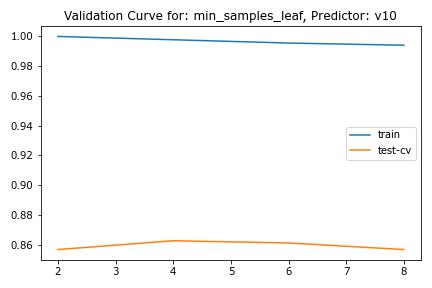 Validation Curve for: min_samples_leaf, Predictor: v10
1.00
0.98
0.96
0.94
0.92
0.90
0.88
0.86
train
test-cv
2 3 4 5 6 7 8